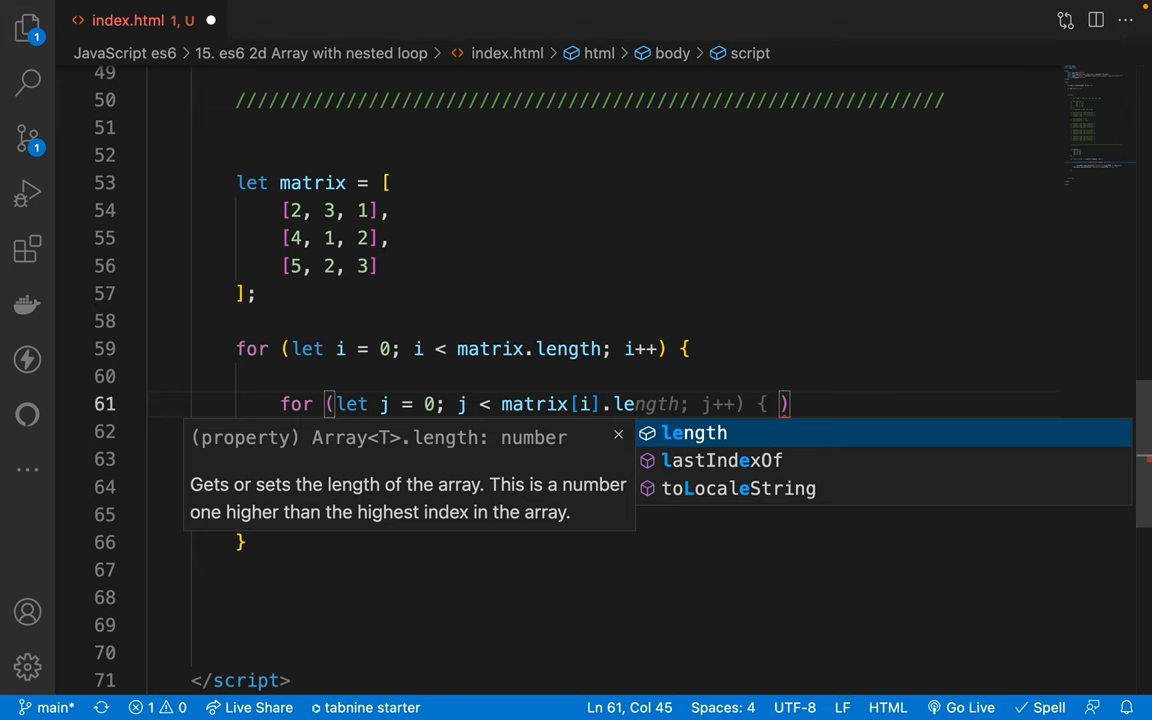 index.html 1, U
JavaScript es6 > 15. es6 2d Array with nested loop > index.html > html > body > script
49
50 ////////////////////////////////////////////////////////////////
51
52
53 let matrix = [
54 [2, 3, 1],
55 [4, 1, 2],
56 [5, 2, 3]
57 ];
58
59 for (let i = 0; i < matrix.length; i++) {
60
61 for (let j = 0; j < matrix[i].length; j++) { )
62 (property) Array<T>.length: number × length
63 lastIndexOf
64 Gets or sets the length of the array. This is a number toLocaleString
65 one higher than the highest index in the array.
66 }
67
68
69
70
71 </script>
1
1
main* 1 0 Live Share tabnine starter Ln 61, Col 45 Spaces: 4 UTF-8 LF HTML Go Live Spell